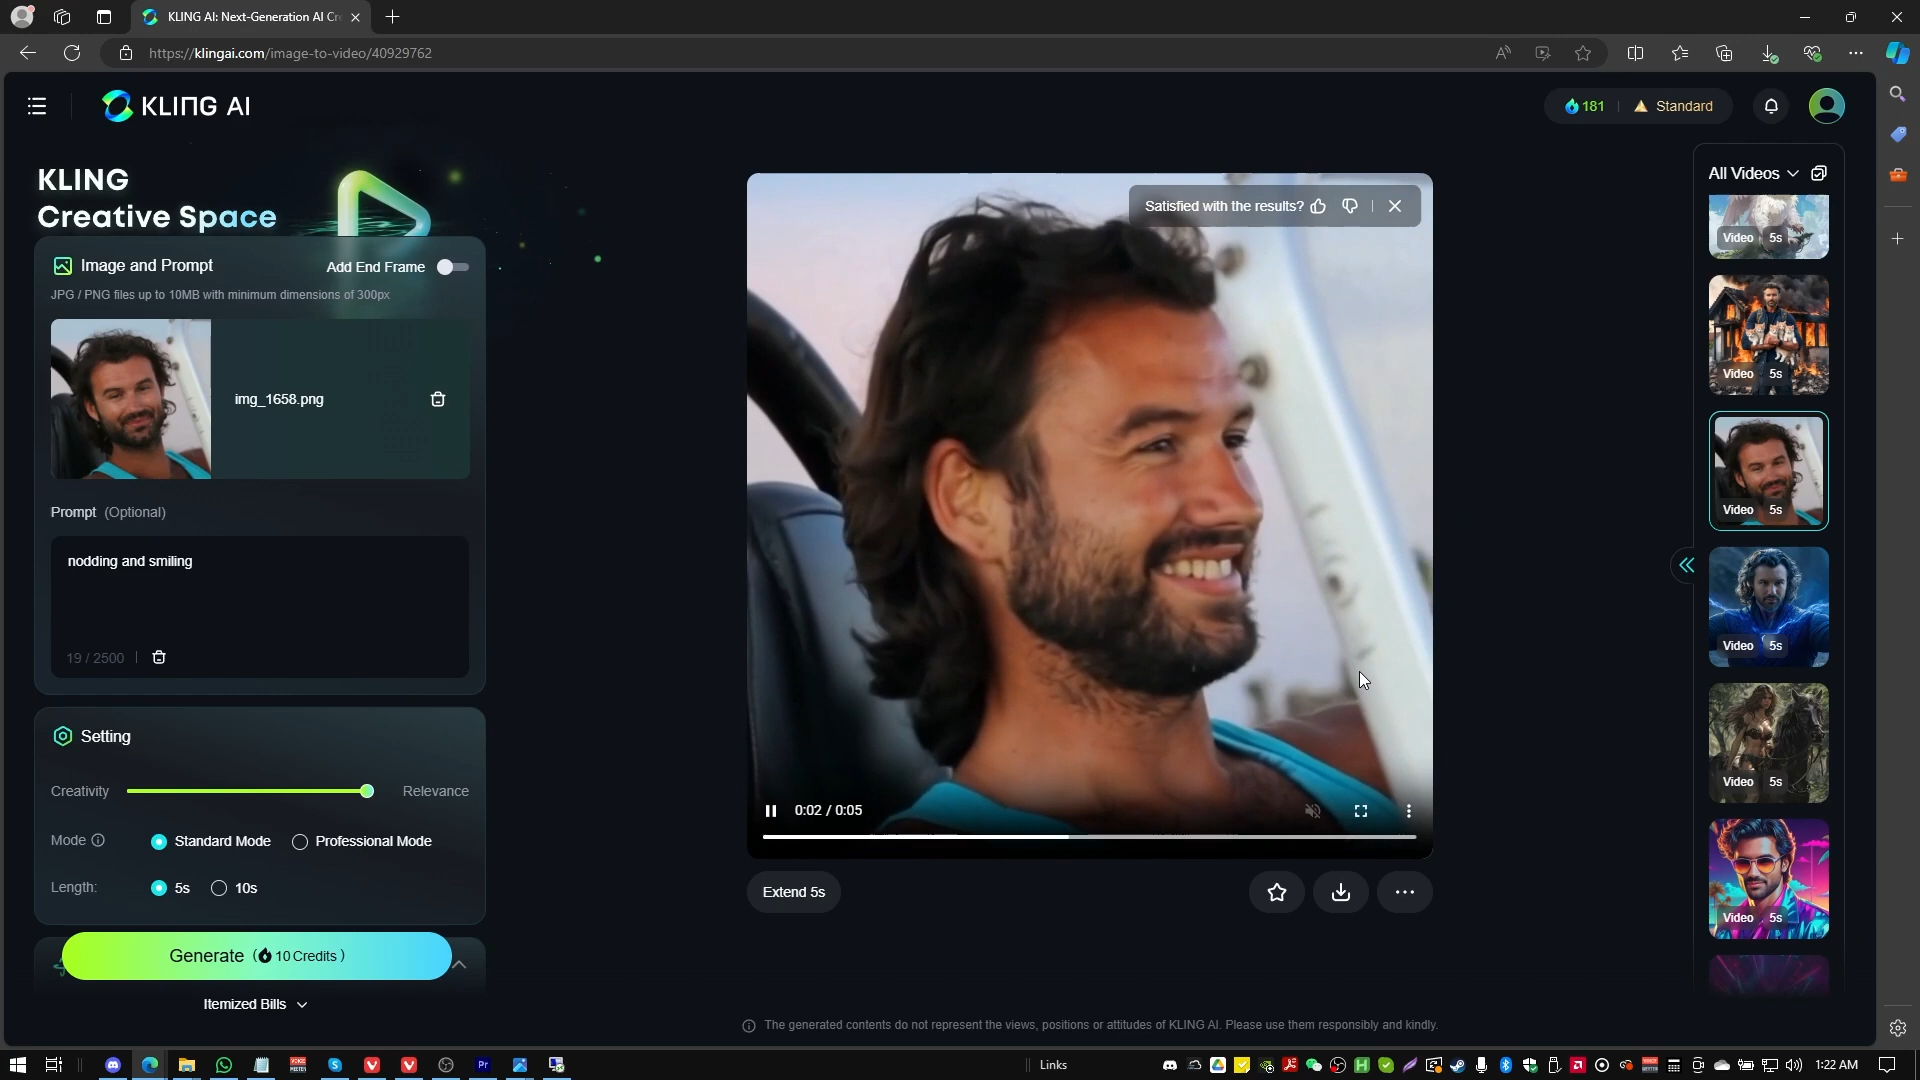 KLING AI: Next-Generation AI Cr
https://klingai.com/image-to-video/40929762
KLING AI
181
Standard
KLING
Creative Space
Image and Prompt
Add End Frame
JPG / PNG files up to 10MB with minimum dimensions of 300px
img_1658.png
Prompt (Optional)
nodding and smiling
19 / 2500
Setting
Creativity
Relevance
Mode
Standard Mode
Professional Mode
Length:
5s
10s
Generate ( 10 Credits )
Itemized Bills
Satisfied with the results?
0:02 / 0:05
Extend 5s
The generated contents do not represent the views, positions or attitudes of KLING AI. Please use them responsibly and kindly.
All Videos
Video 5s
Video 5s
Video 5s
Video 5s
Video 5s
Video 5s
Pr
Links
1:22 AM